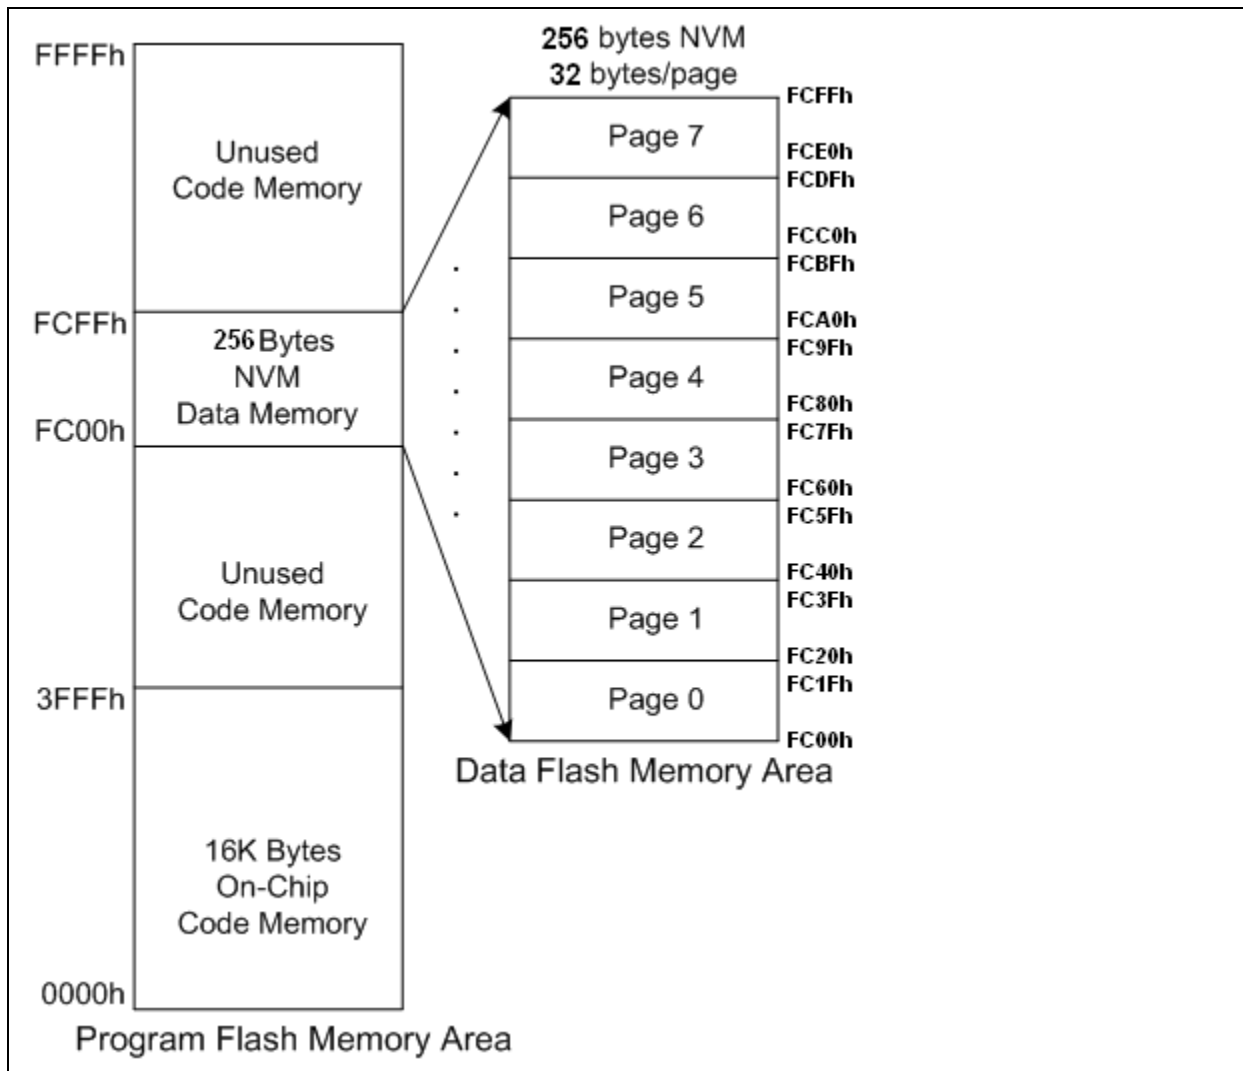 FFFFh
Unused
Code Memory
FCFFh
256 Bytes
NVM
Data Memory
FC00h
Unused
Code Memory
3FFFh
16K Bytes
On-Chip
Code Memory
0000h
Program Flash Memory Area
256 bytes NVM
32 bytes/page
FCFFh
Page 7
FCE0h
FCDFh
Page 6
FCC0h
FCBFh
Page 5
FCA0h
FC9Fh
Page 4
FC80h
FC7Fh
Page 3
FC60h
FC5Fh
Page 2
FC40h
FC3Fh
Page 1
FC20h
FC1Fh
Page 0
FC00h
Data Flash Memory Area